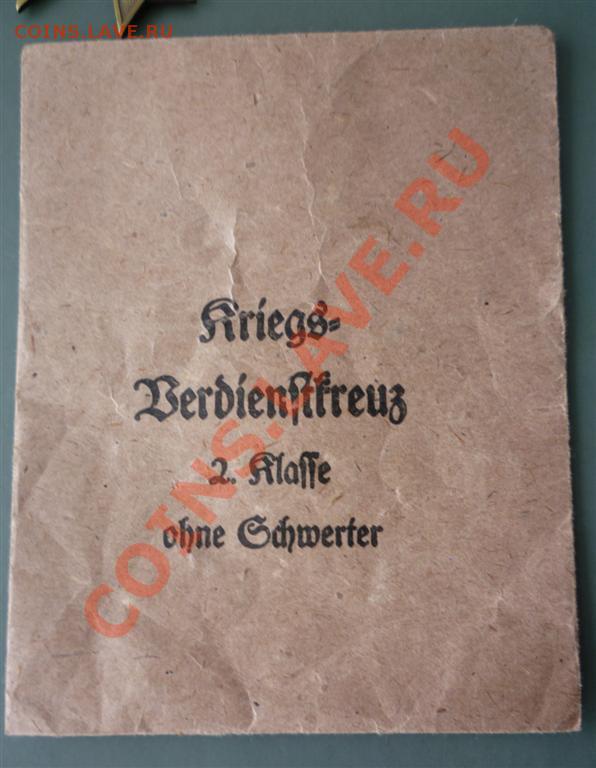 COINS.LAVE.RU
Kriegs-
Verdienstkreuz
2. Klasse
ohne Schwerter
COINS.LAVE.RU